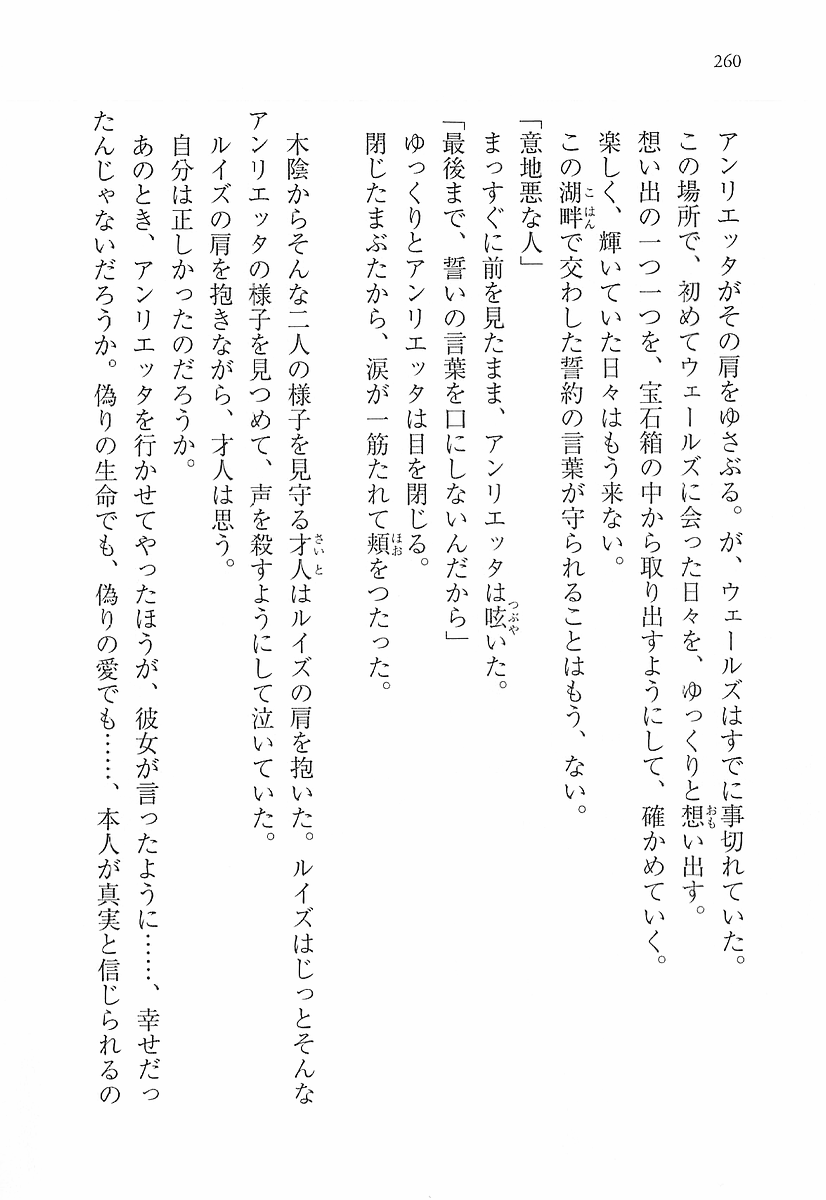 260
アンリエッタがその肩をゆさぶる。が、ウェールズはすでに事切れていた。
この場所で、初めてウェールズに会った日々を、ゆっくりと想い出す。
想い出の一つ一つを、宝石箱の中から取り出すようにして、確かめていく。
楽しく、輝いていた日々はもう来ない。
この湖畔で交わした誓約の言葉が守られることはもう、ない。
「意地悪な人」
まっすぐに前を見たまま、アンリエッタは呟いた。
「最後まで、誓いの言葉を口にしないんだから」
ゆっくりとアンリエッタは目を閉じる。
閉じたまぶたから、涙が一筋たれて頬をつたった。
木陰からそんな二人の様子を見守る才人はルイズの肩を抱いた。ルイズはじっとそんな
アンリエッタの様子を見つめて、声を殺すようにして泣いていた。
ルイズの肩を抱きながら、才人は思う。
自分は正しかったのだろうか。
あのとき、アンリエッタを行かせてやったほうが、彼女が言ったように……、幸せだっ
たんじゃないだろうか。偽りの生命でも、偽りの愛でも……、本人が真実と信じられるの